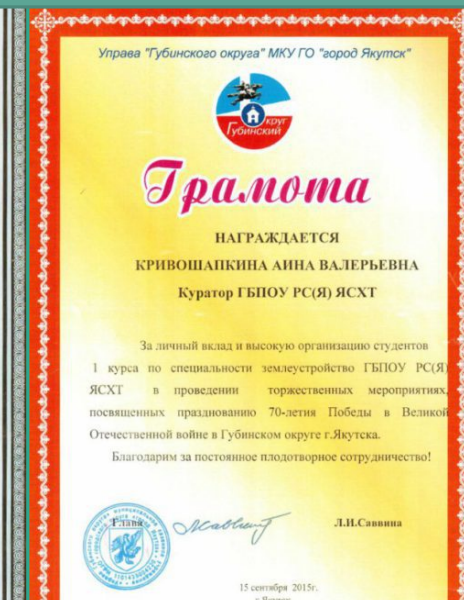 Управа "Губинского округа" МКУ ГО "город Якутск"
Округ
Губинский
Грамота
НАГРАЖДАЕТСЯ
КРИВОШАПКИНА АИНА ВАЛЕРЬЕВНА
Куратор ГБПОУ РС(Я) ЯСХТ
За личный вклад и высокую организацию студентов
1 курса по специальности землеустройство ГБПОУ РС(Я)
ЯСХТ в проведении торжественных мероприятиях,
посвященных празднованию 70-летия Победы в Великой
Отечественной войне в Губинском округе г.Якутска.
Благодарим за постоянное плодотворное сотрудничество!
Глава
Л.И.Саввина
15 сентября 2015г.